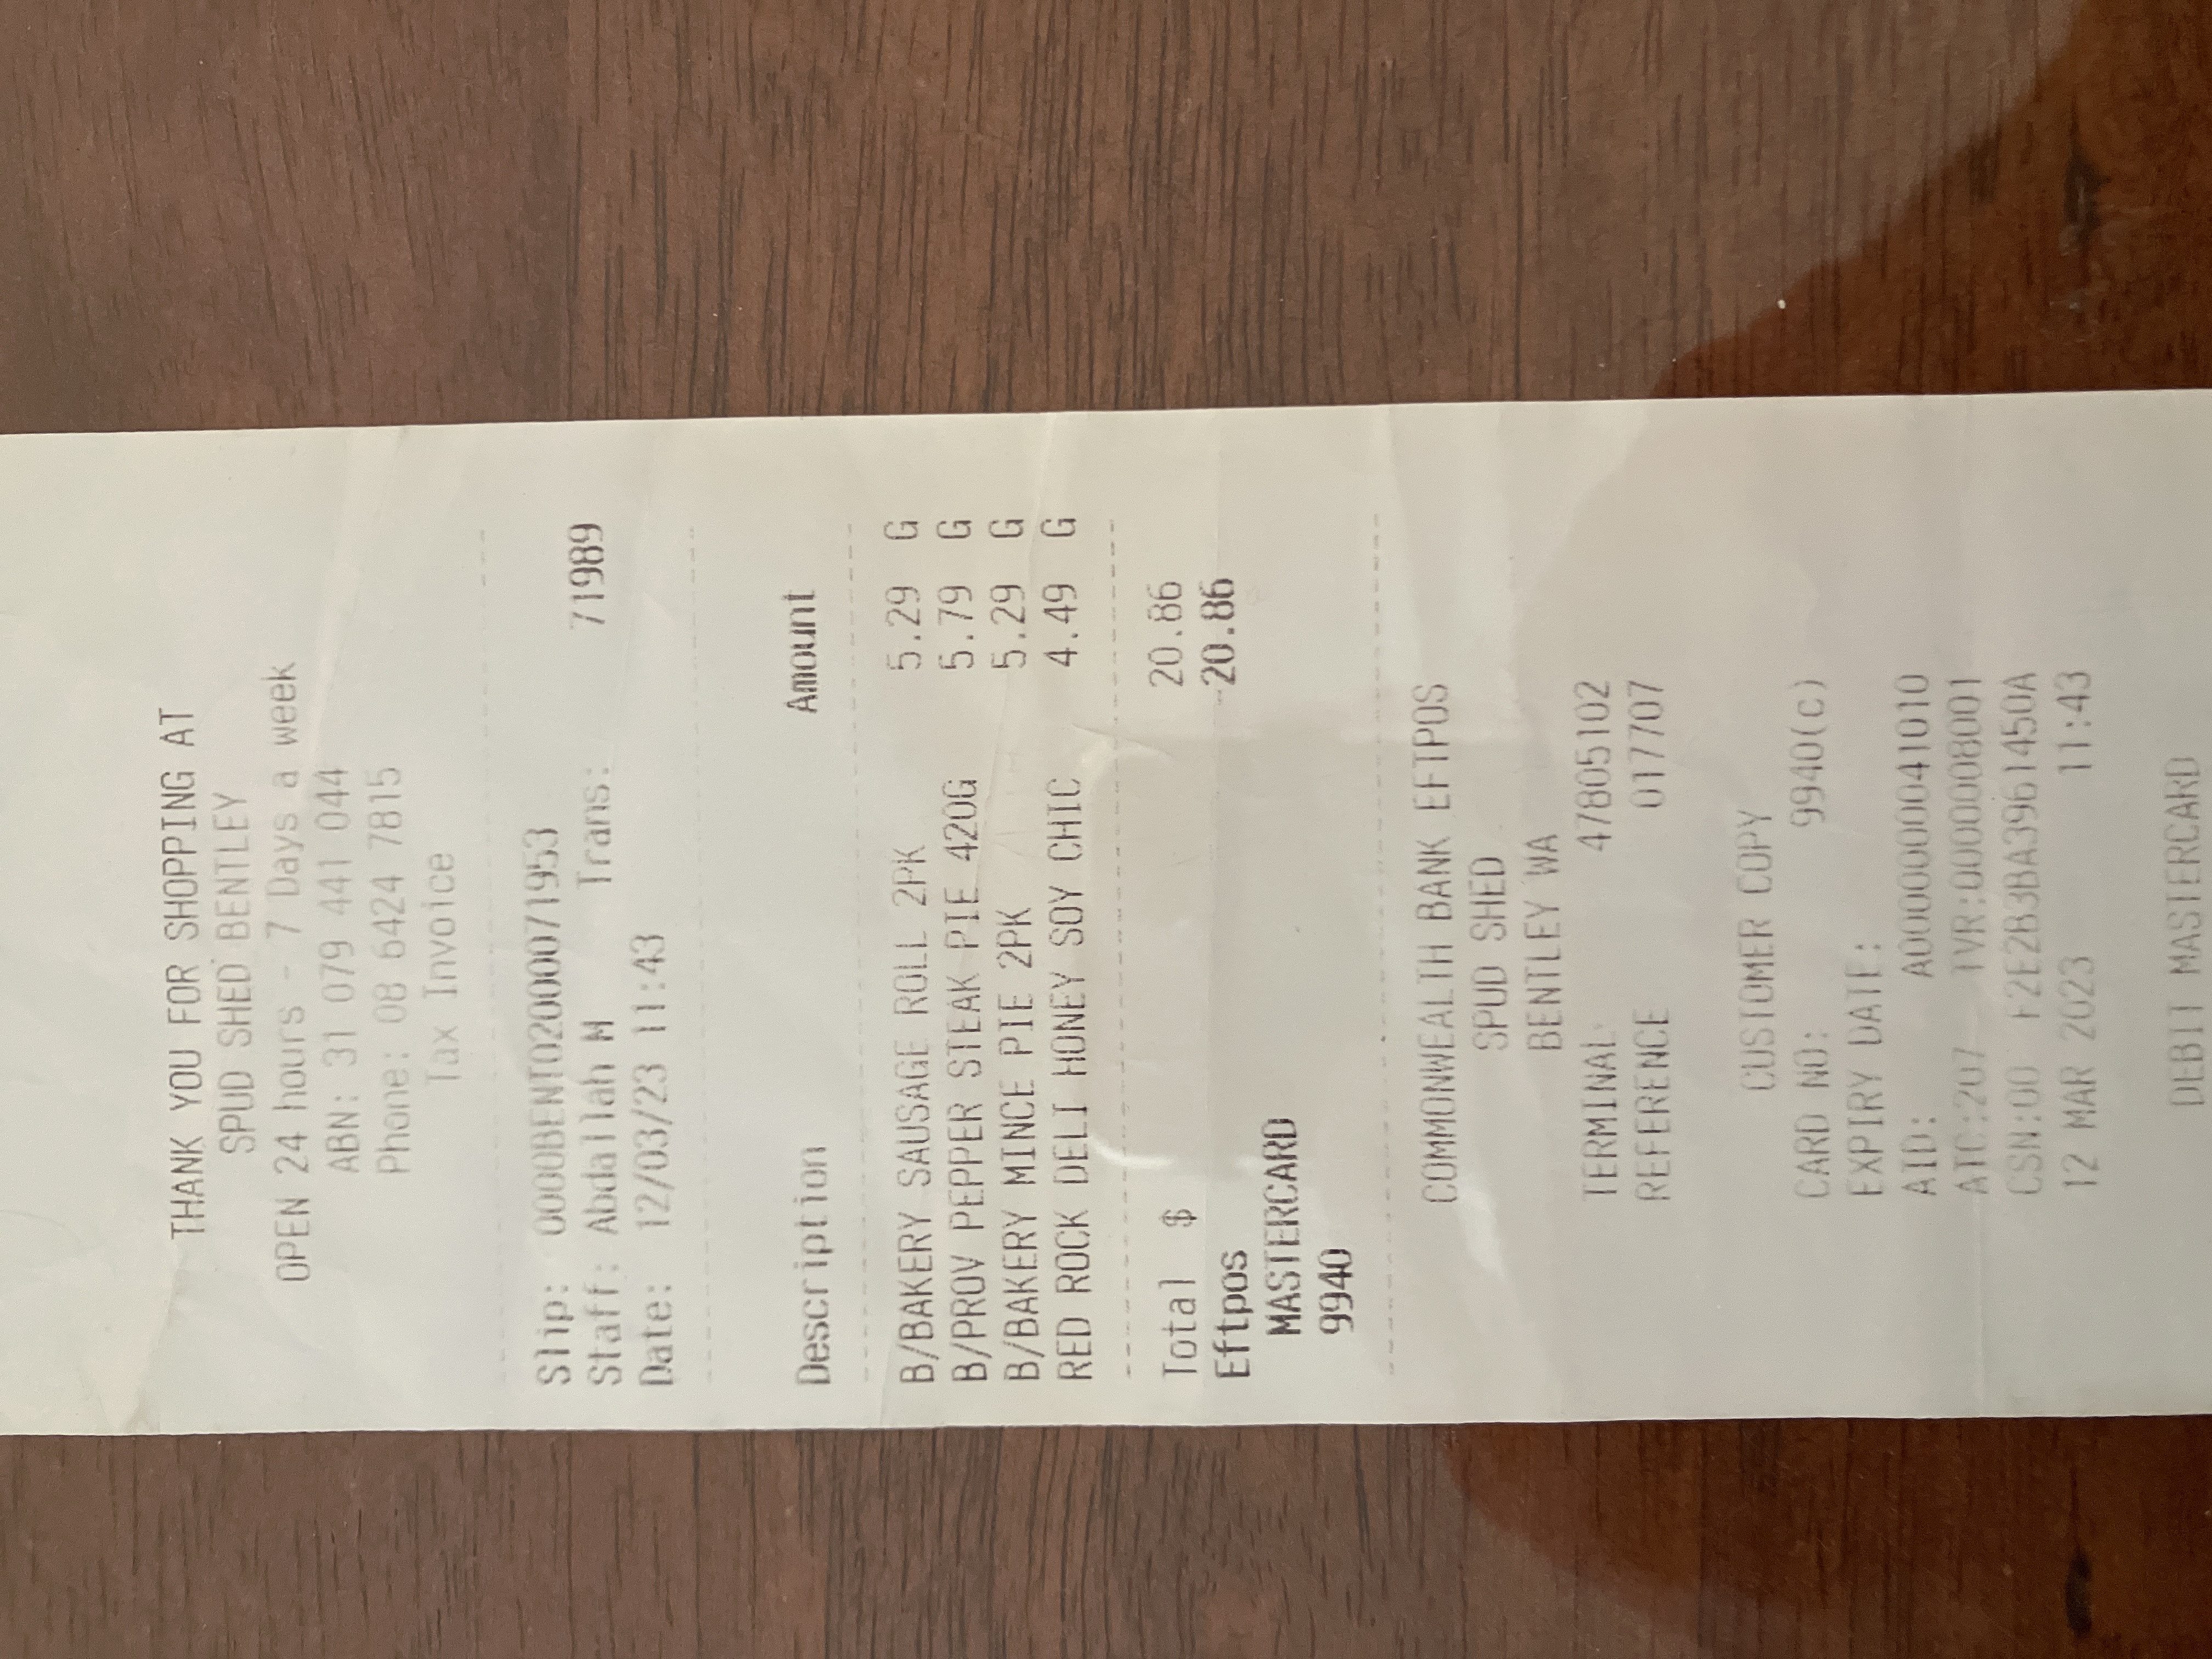 THANK YOU FOR SHOPPING AT
SPUD SHED BENTLEY
OPEN 24 hours - 7 Days a week
ABN: 31 079 441 044
Phone: 08 6424 7815
Tax Invoice
Slip: 0000BENT02000071953
Staff: Abdallah M Trans: 71989
Date: 12/03/23 11:43
Description Amount
B/BAKERY SAUSAGE ROLL 2PK 5.29 G
B/PROV PEPPER STEAK PIE 420G 5.79 G
B/BAKERY MINCE PIE 2PK 5.29 G
RED ROCK DELI HONEY SOY CHIC 4.49 G
Total $ 20.86
Eftpos -20.86
MASTERCARD
9940
COMMONWEALTH BANK EFTPOS
SPUD SHED
BENTLEY WA
TERMINAL 47805102
REFERENCE 017707
CUSTOMER COPY
CARD NO: 9940(c)
EXPIRY DATE:
AID: A0000000041010
ATC:207 TVR:0000008001
CSN:00 F2E2B3BA3961450A
12 MAR 2023 11:43
DEBIT MASTERCARD